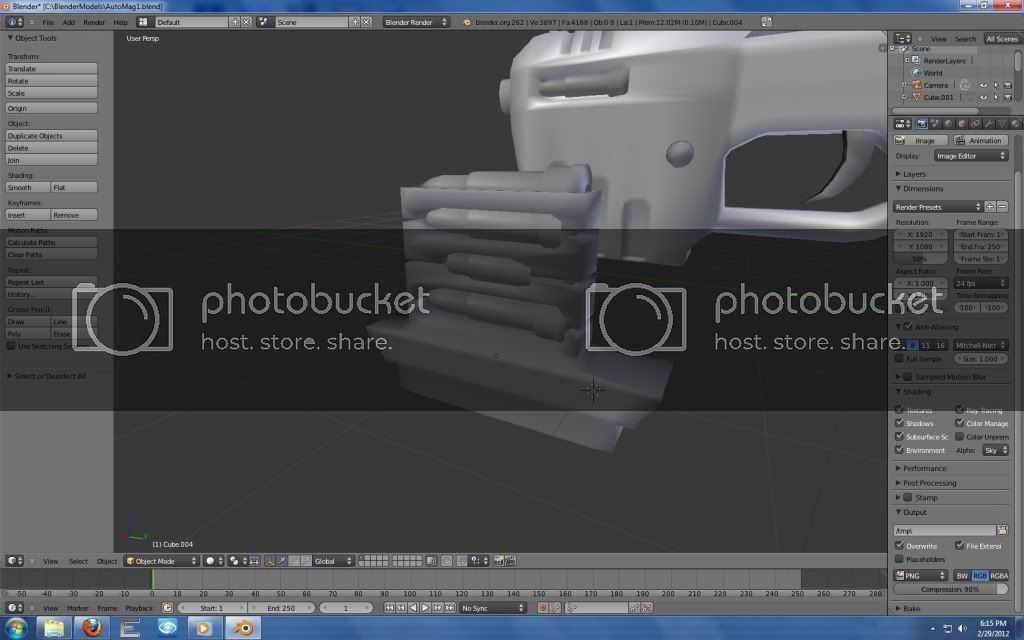 Blender* [C:\BlenderModels\AutoMag1.blend]
File Add Render Help Default Scene Blender Render blender.org 262 | Ve:3897 | Fa:4168 | Ob:0-9 | La:1 | Mem:12.02M (0.10M) | Cube.004
Object Tools
Transform:
Translate
Rotate
Scale
Origin
Object:
Duplicate Objects
Delete
Join
Shading:
Smooth Flat
Keyframes:
Insert Remove
Motion Paths:
Calculate Paths
Clear Paths
Repeat:
Repeat Last
History...
Grease Pencil:
Draw Line
Poly Erase
Use Sketching
Select or Deselect All
User Persp
photobucket
host. store. share.
photobucket
host. store. share.
(1) Cube.004
View Search All Scenes
Scene
RenderLayers
World
Camera
Cube.001
Image Animation
Display: Image Editor
Layers
Dimensions
Render Presets
Resolution: Frame Range:
X: 1920 Start Fram: 1
Y: 1080 End Fra: 250
50% Frame Ste: 1
Aspect Ratio: Frame Rate:
X: 1.000 24 fps
Time Remapping
100 100
Anti-Aliasing
8 11 16 Mitchell-Netr
Full Sample Size: 1.000
Sampled Motion Blur
Shading
Textures Ray Tracing
Shadows Color Manage
Subsurface Sc Color Unprem
Environment Alpha: Sky
Performance
Post Processing
Stamp
Output
/tmp\
Overwrite File Extensi
Placeholders
PNG BW RGB RGBA
Compression: 90%
Bake
View Select Object Object Mode Global
-50 -40 -30 -20 -10 0 10 20 30 40 50 60 70 80 90 100 110 120 130 140 150 160 170 180 190 200 210 220 230 240 250 260 270 280
View Marker Frame Playback Start: 1 End: 250 1 No Sync
6:15 PM
2/29/2012